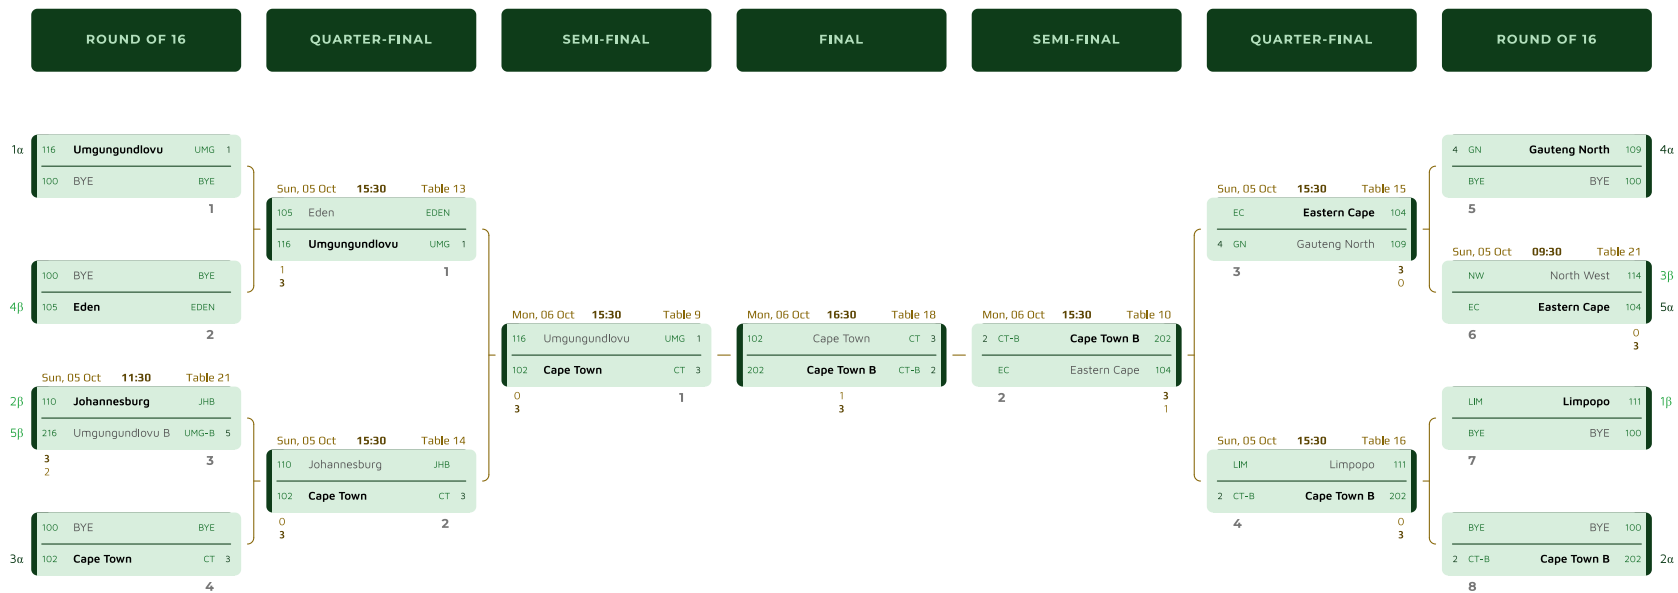 ROUND OF 16
QUARTER-FINAL
SEMI-FINAL
FINAL
SEMI-FINAL
QUARTER-FINAL
ROUND OF 16
1α 116 Umgungundlovu UMG 1
100 BYE BYE
1
100 BYE BYE
4β 105 Eden EDEN
2
Sun, 05 Oct 11:30 Table 21
2β 110 Johannesburg JHB
5β 216 Umgungundlovu B UMG-B 5
3
3
2
100 BYE BYE
3α 102 Cape Town CT 3
4
Sun, 05 Oct 15:30 Table 13
105 Eden EDEN
116 Umgungundlovu UMG 1
1
1
3
Sun, 05 Oct 15:30 Table 14
110 Johannesburg JHB
102 Cape Town CT 3
0
2
3
Mon, 06 Oct 15:30 Table 9
116 Umgungundlovu UMG 1
102 Cape Town CT 3
0
1
3
Mon, 06 Oct 16:30 Table 18
102 Cape Town CT 3
202 Cape Town B CT-B 2
1
3
Mon, 06 Oct 15:30 Table 10
2 CT-B Cape Town B 202
EC Eastern Cape 104
2
3
1
Sun, 05 Oct 15:30 Table 15
EC Eastern Cape 104
4 GN Gauteng North 109
3
3
0
Sun, 05 Oct 15:30 Table 16
LIM Limpopo 111
2 CT-B Cape Town B 202
4
0
3
4 GN Gauteng North 109 4α
BYE BYE 100
5
Sun, 05 Oct 09:30 Table 21
NW North West 114 3β
EC Eastern Cape 104 5α
6
0
3
LIM Limpopo 111 1β
BYE BYE 100
7
BYE BYE 100
2 CT-B Cape Town B 202 2α
8